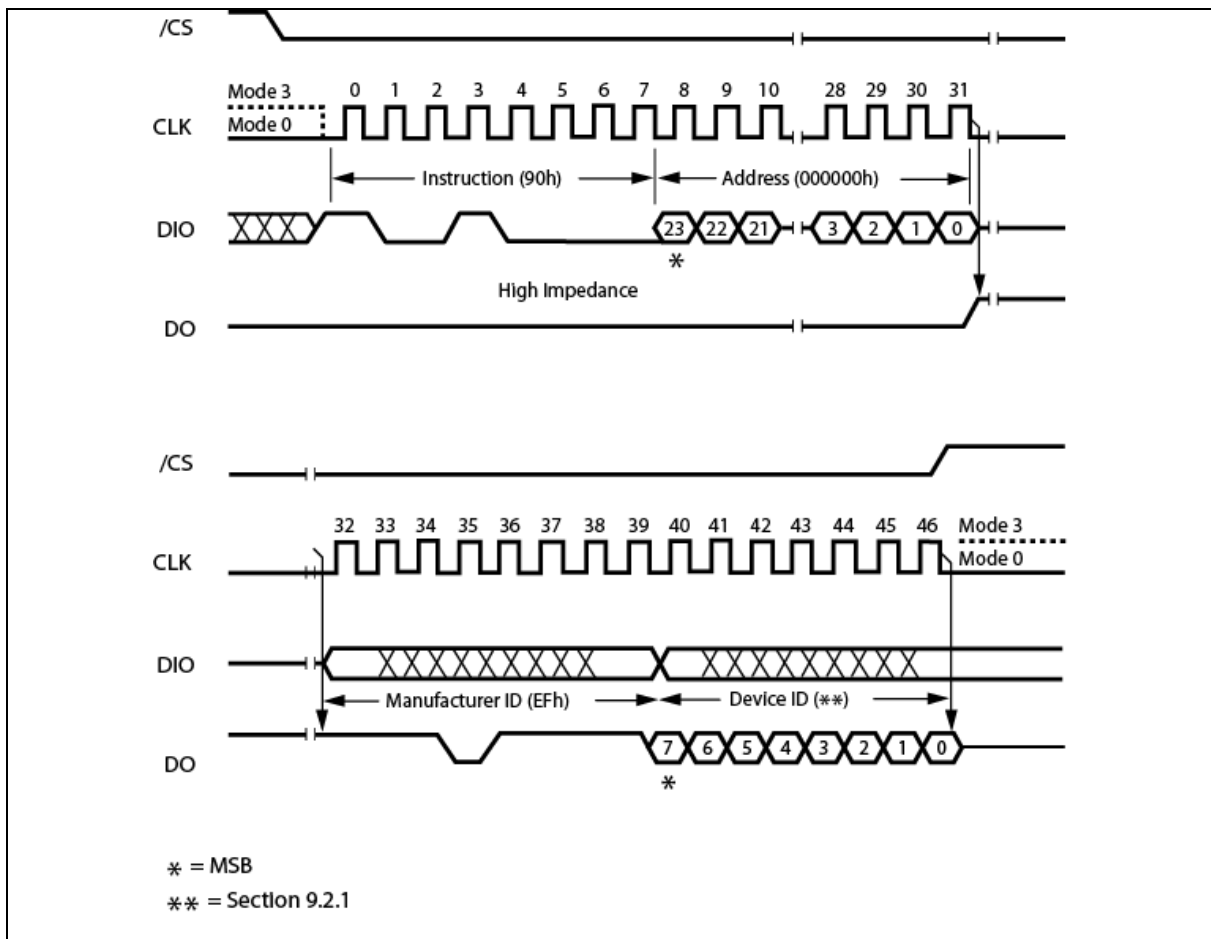 /CS
Mode 3 0 1 2 3 4 5 6 7 8 9 10 28 29 30 31
CLK Mode 0
Instruction (90h) Address (000000h)
DIO 23 22 21 3 2 1 0
*
High Impedance
DO
/CS
32 33 34 35 36 37 38 39 40 41 42 43 44 45 46 Mode 3
CLK Mode 0
DIO
Manufacturer ID (EFh) Device ID (**)
DO 7 6 5 4 3 2 1 0
*
* = MSB
** = Section 9.2.1